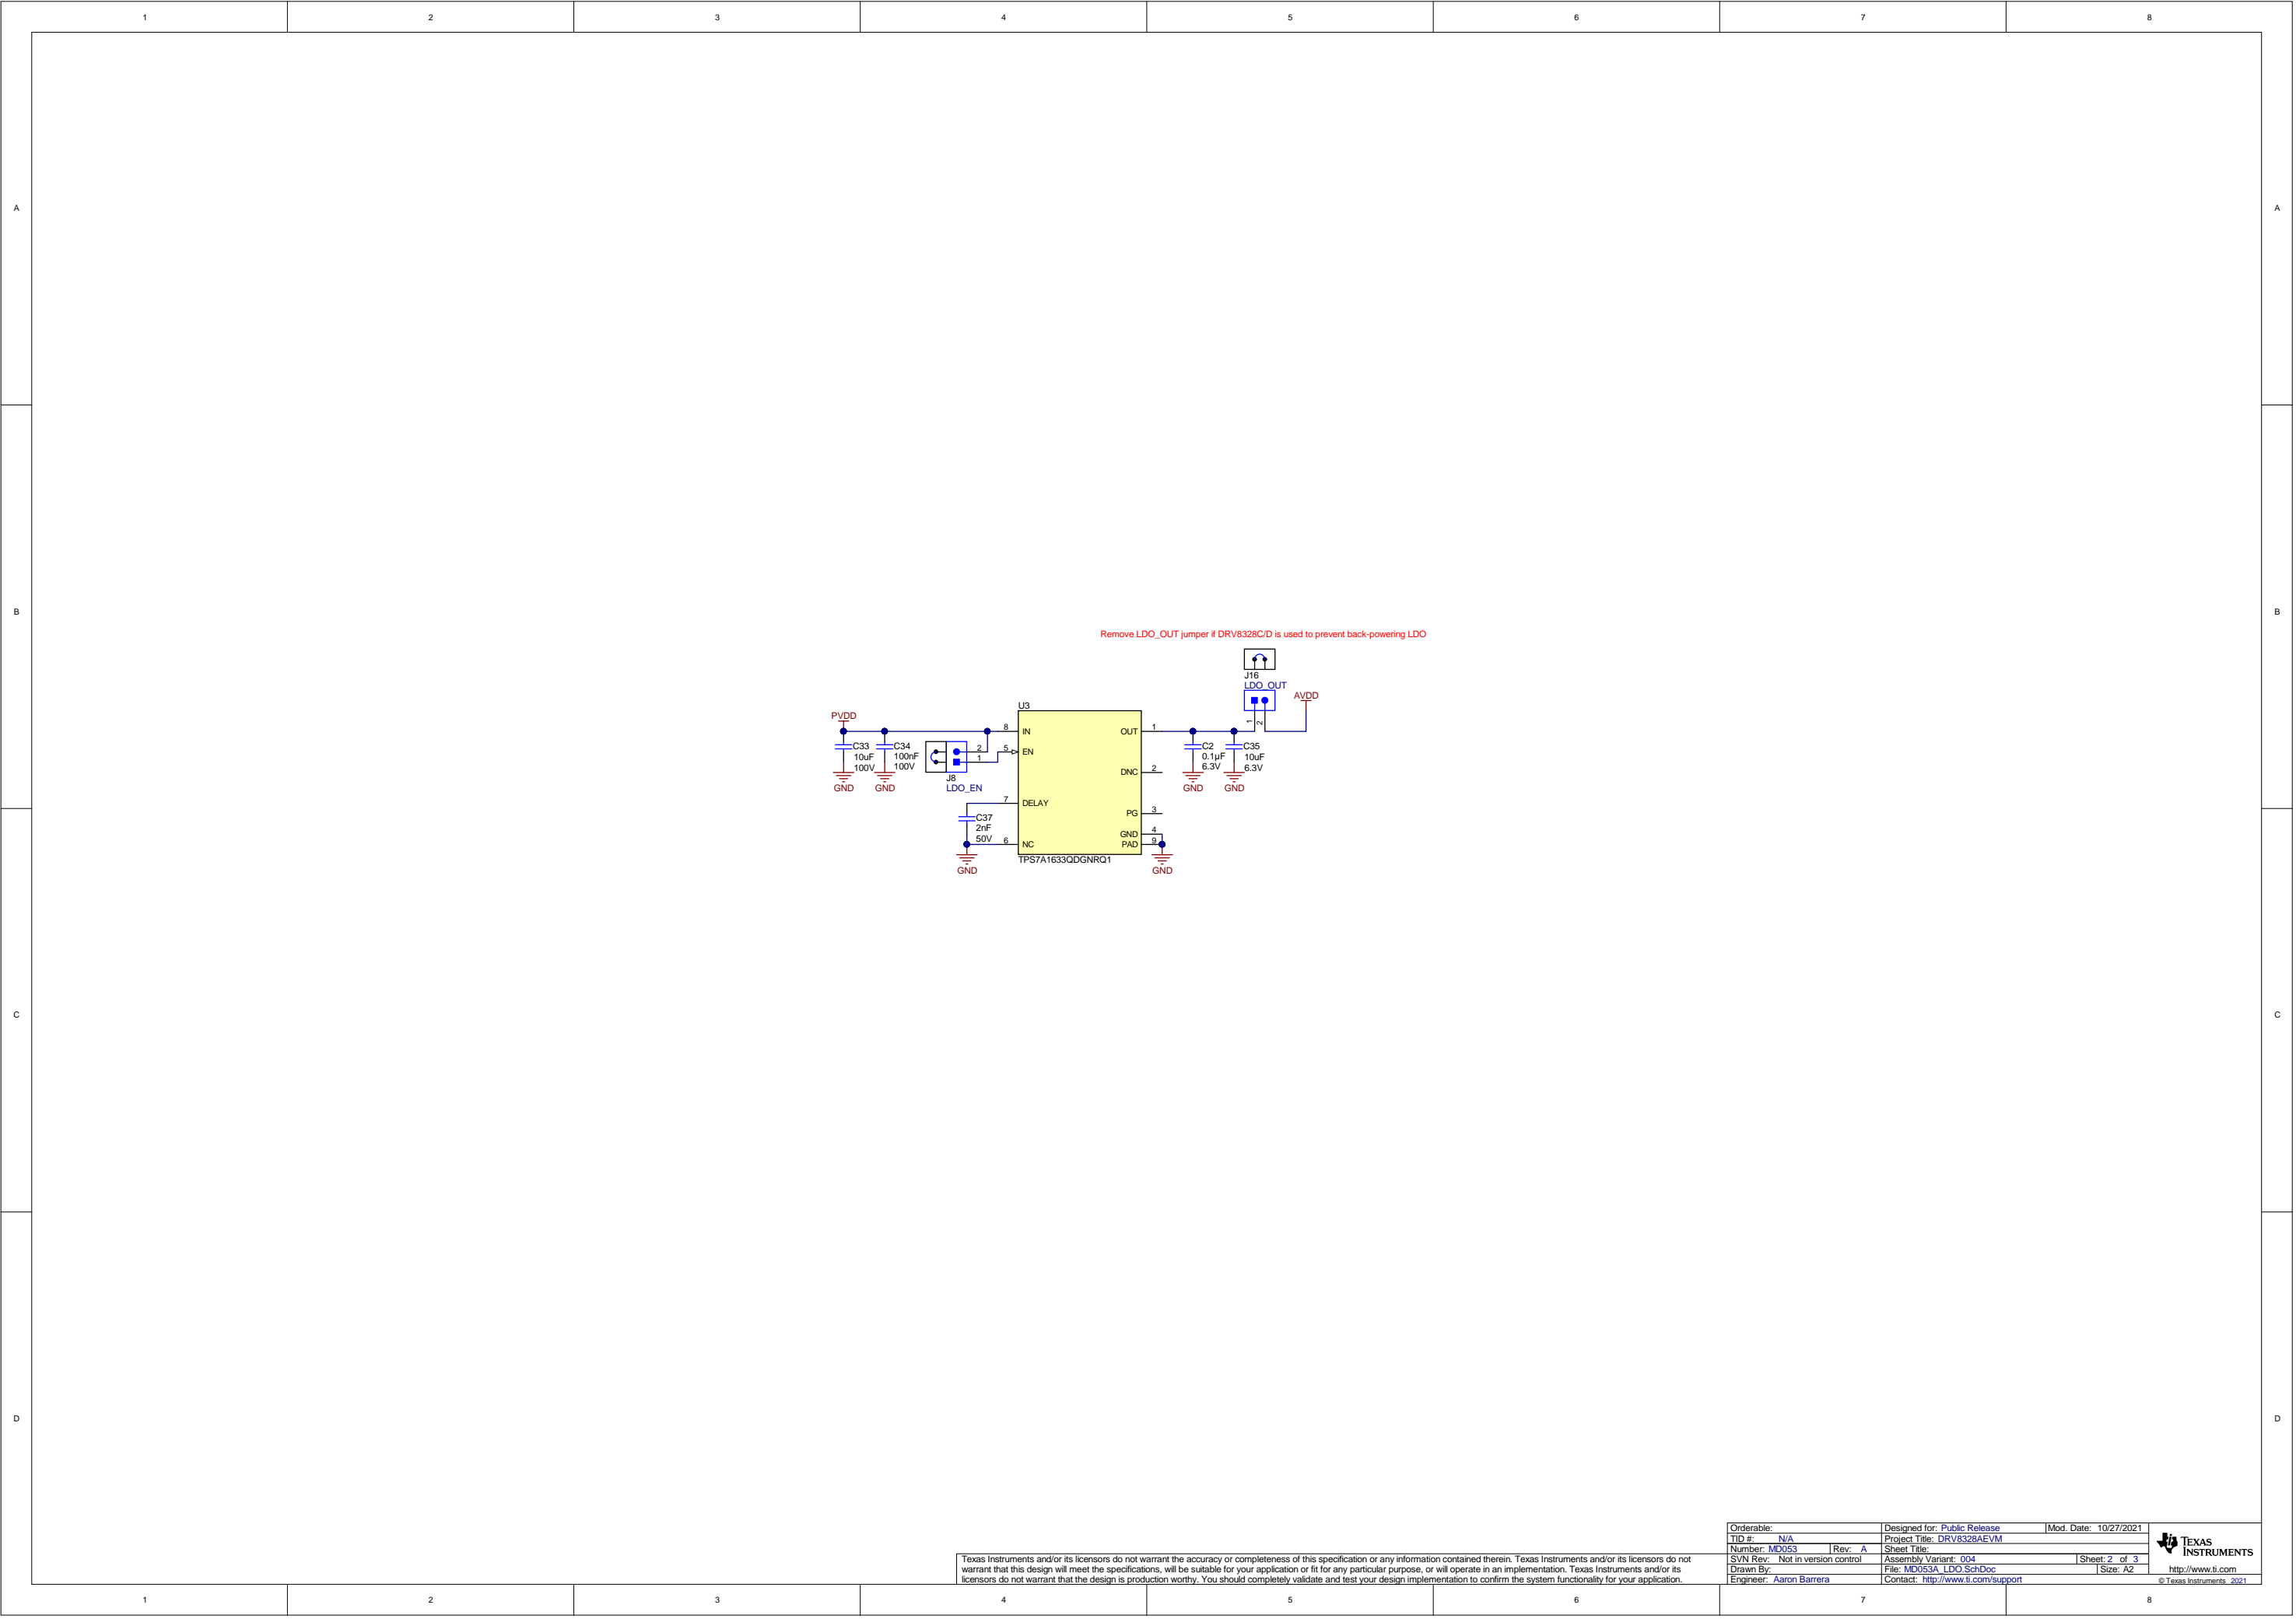 1 2 3 4 5 6 7 8
A A
B B
Remove LDO_OUT jumper if DRV8328C/D is used to prevent back-powering LDO
J16
LDO_OUT
AVDD
1
2
PVDD
C33
10uF
100V
GND
C34
100nF
100V
GND
J8
LDO_EN
2
1
U3
8 IN
5 EN
7 DELAY
6 NC
OUT 1
DNC 2
PG 3
GND 4
PAD 9
TPS7A1633QDGNRQ1
C37
2nF
50V
GND
GND
C2
0.1µF
6.3V
GND
C35
10uF
6.3V
GND
C C
D D
Texas Instruments and/or its licensors do not warrant the accuracy or completeness of this specification or any information contained therein. Texas Instruments and/or its licensors do not
warrant that this design will meet the specifications, will be suitable for your application or fit for any particular purpose, or will operate in an implementation. Texas Instruments and/or its
licensors do not warrant that the design is production worthy. You should completely validate and test your design implementation to confirm the system functionality for your application.
Orderable: Designed for: Public Release Mod. Date: 10/27/2021
TID #: N/A Project Title: DRV8328AEVM
Number: MD053 Rev: A Sheet Title:
SVN Rev: Not in version control Assembly Variant: 004 Sheet: 2 of 3
Drawn By: File: MD053A_LDO.SchDoc Size: A2
Engineer: Aaron Barrera Contact: http://www.ti.com/support
TEXAS
INSTRUMENTS
http://www.ti.com
© Texas Instruments 2021
1 2 3 4 5 6 7 8